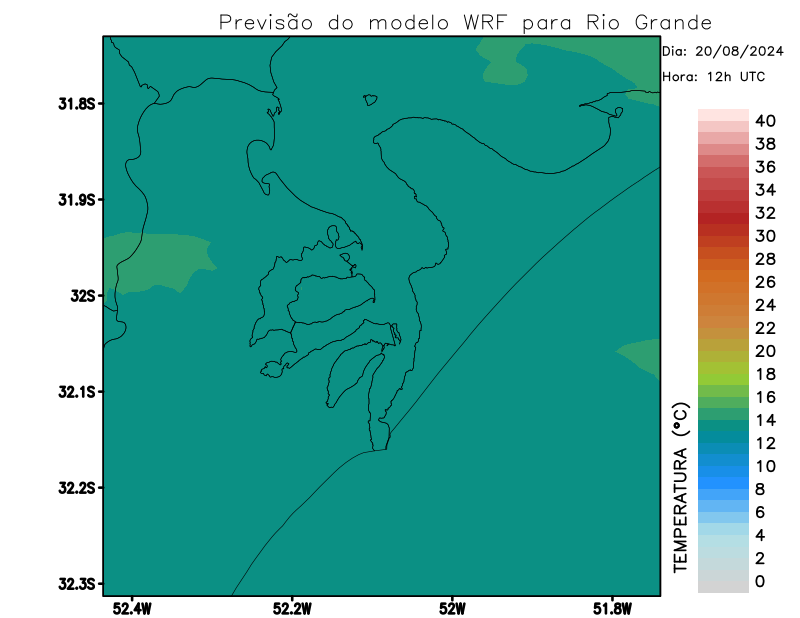 Previsão do modelo WRF para Rio Grande
Dia: 20/08/2024
Hora: 12h UTC
31.8S
31.9S
32S
32.1S
32.2S
32.3S
52.4W
52.2W
52W
51.8W
TEMPERATURA (°C)
40
38
36
34
32
30
28
26
24
22
20
18
16
14
12
10
8
6
4
2
0